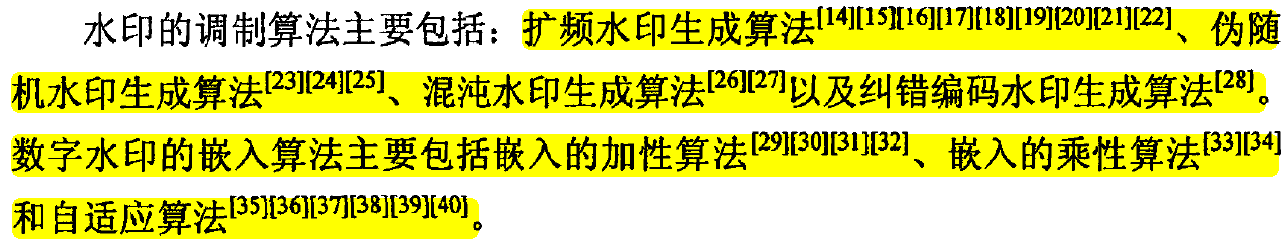 水印的调制算法主要包括：扩频水印生成算法[14][15][16][17][18][19][20][21][22]、伪随
机水印生成算法[23][24][25]、混沌水印生成算法[26][27]以及纠错编码水印生成算法[28]。
数字水印的嵌入算法主要包括嵌入的加性算法[29][30][31][32]、嵌入的乘性算法[33][34]
和自适应算法[35][36][37][38][39][40]。